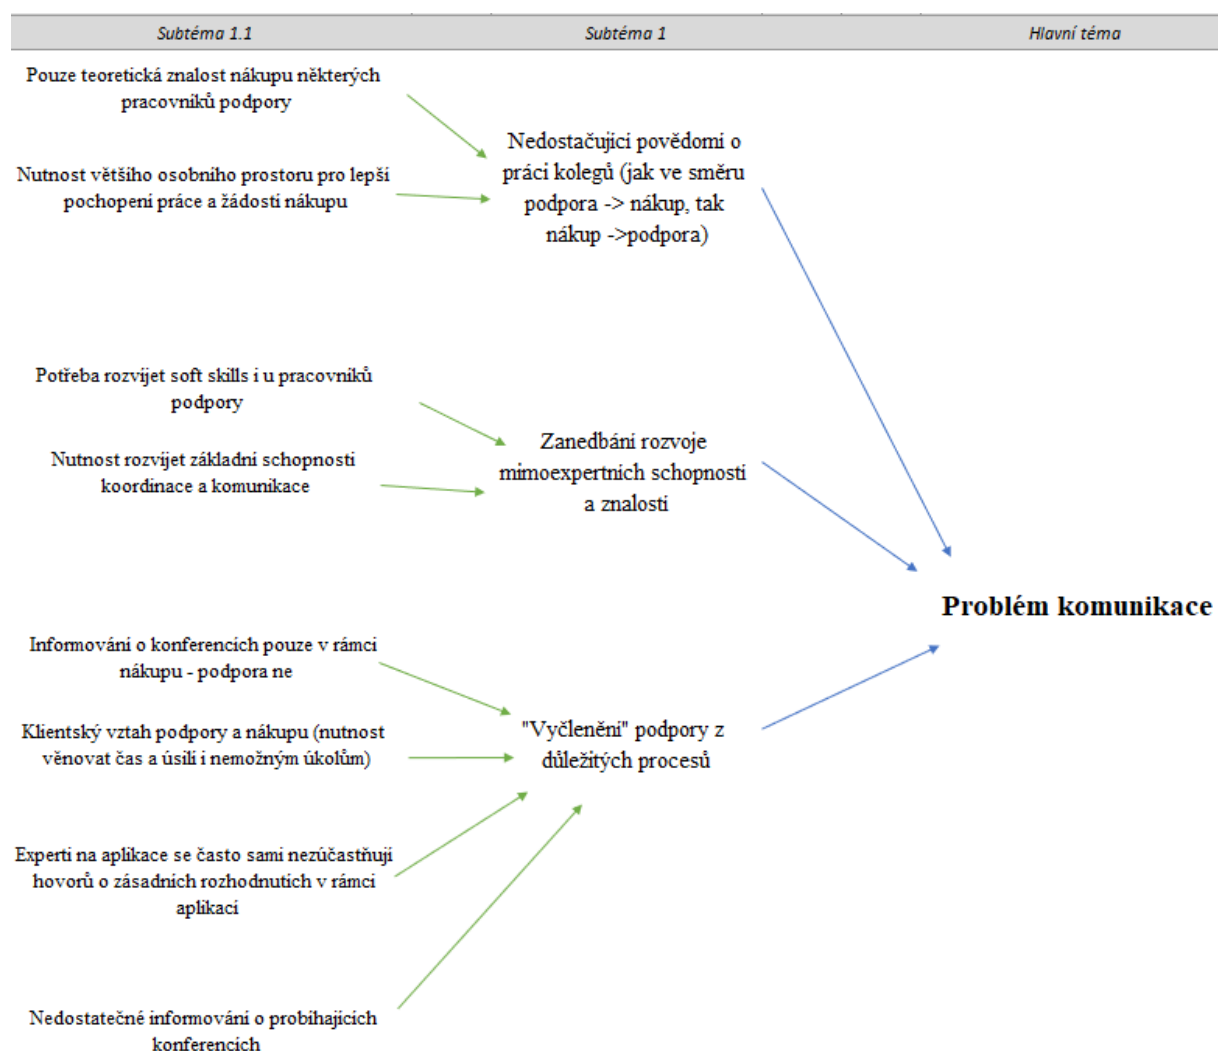 Subtéma 1.1
Subtéma 1
Hlavní téma
Pouze teoretická znalost nákupu některých
pracovníků podpory
Nutnost většího osobního prostoru pro lepší
pochopení práce a žádostí nákupu
Nedostačující povědomí o
práci kolegů (jak ve směru
podpora -> nákup, tak
nákup ->podpora)
Potřeba rozvíjet soft skills i u pracovníků
podpory
Nutnost rozvíjet základní schopnosti
koordinace a komunikace
Zanedbání rozvoje
mimoexpertních schopností
a znalostí
Informování o konferencích pouze v rámci
nákupu - podpora ne
Klientský vztah podpory a nákupu (nutnost
věnovat čas a úsilí i nemožným úkolům)
Experti na aplikace se často sami nezúčastňují
hovorů o zásadních rozhodnutích v rámci
aplikací
Nedostatečné informování o probíhajících
konferencích
"Vyčlenění" podpory z
důležitých procesů
Problém komunikace